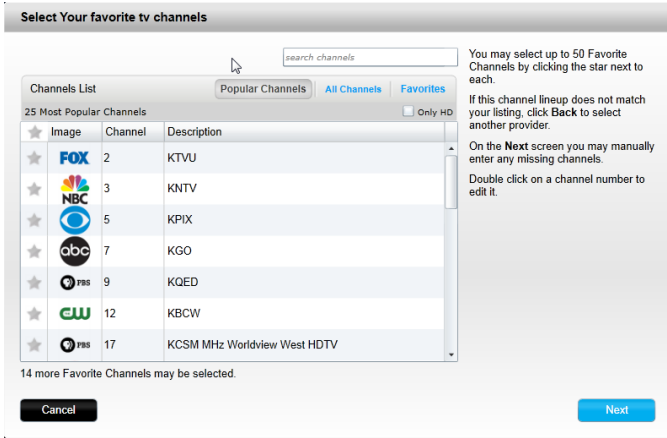 Select Your favorite tv channels
search channels
Channels List
Popular Channels
All Channels
Favorites
25 Most Popular Channels
Only HD
Image Channel Description
FOX 2 KTVU
NBC 3 KNTV
5 KPIX
abc 7 KGO
PBS 9 KQED
CW 12 KBCW
PBS 17 KCSM MHz Worldview West HDTV
14 more Favorite Channels may be selected.
Cancel
Next
You may select up to 50 Favorite
Channels by clicking the star next to
each.
If this channel lineup does not match
your listing, click Back to select
another provider.
On the Next screen you may manually
enter any missing channels.
Double click on a channel number to
edit it.